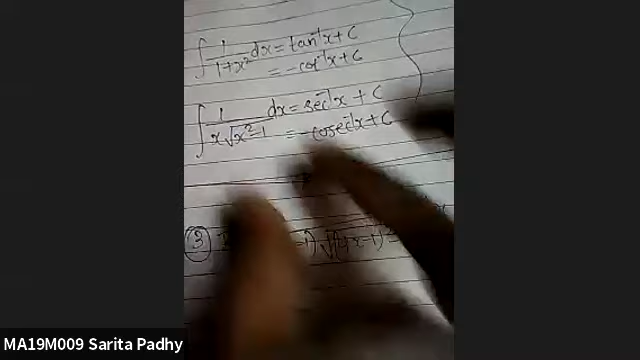 ∫ 1/(1+x²) dx = tan⁻¹x + C
= -cot⁻¹x + C
∫ 1/(x√(x²-1)) dx = sec⁻¹x + C
= -cosec⁻¹x + C
③
MA19M009 Sarita Padhy